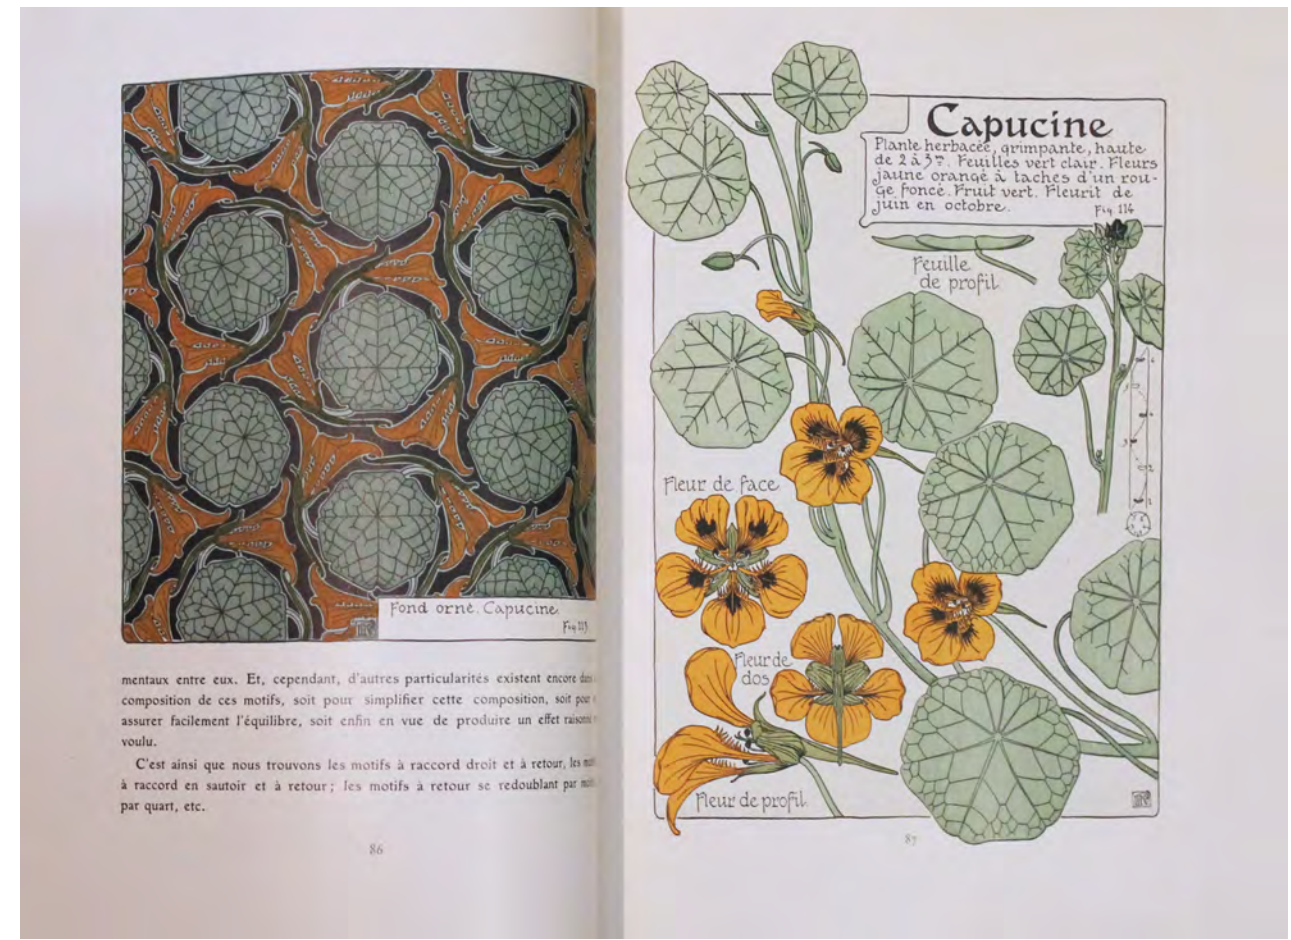 Fond orné. Capucine.
Fig. 113.
mentaux entre eux. Et, cependant, d'autres particularités existent encore dans
composition de ces motifs, soit pour simplifier cette composition, soit pour
assurer facilement l'équilibre, soit enfin en vue de produire un effet raisonné
voulu.
C'est ainsi que nous trouvons les motifs à raccord droit et à retour, les
à raccord en sautoir et à retour; les motifs à retour se redoublant par
par quart, etc.
86
Capucine
Plante herbacée, grimpante, haute
de 2 à 3m. Feuilles vert clair. Fleurs
jaune orangé à taches d'un rou-
ge foncé. Fruit vert. Fleurit de
juin en octobre.
Fig. 114
Feuille
de profil
Fleur de face
Fleur de
dos
Fleur de profil
87